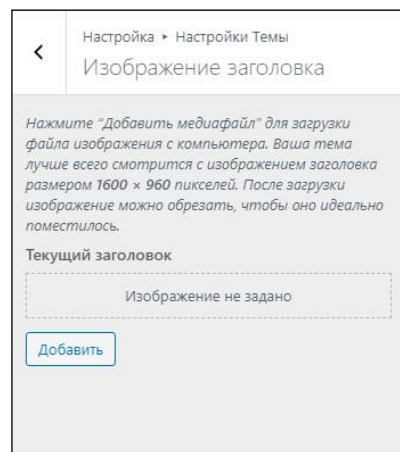 Настройка ▸ Настройки Темы
Изображение заголовка
Нажмите "Добавить медиафайл" для загрузки
файла изображения с компьютера. Ваша тема
лучше всего смотрится с изображением заголовка
размером 1600 × 960 пикселей. После загрузки
изображение можно обрезать, чтобы оно идеально
поместилось.
Текущий заголовок
Изображение не задано
Добавить